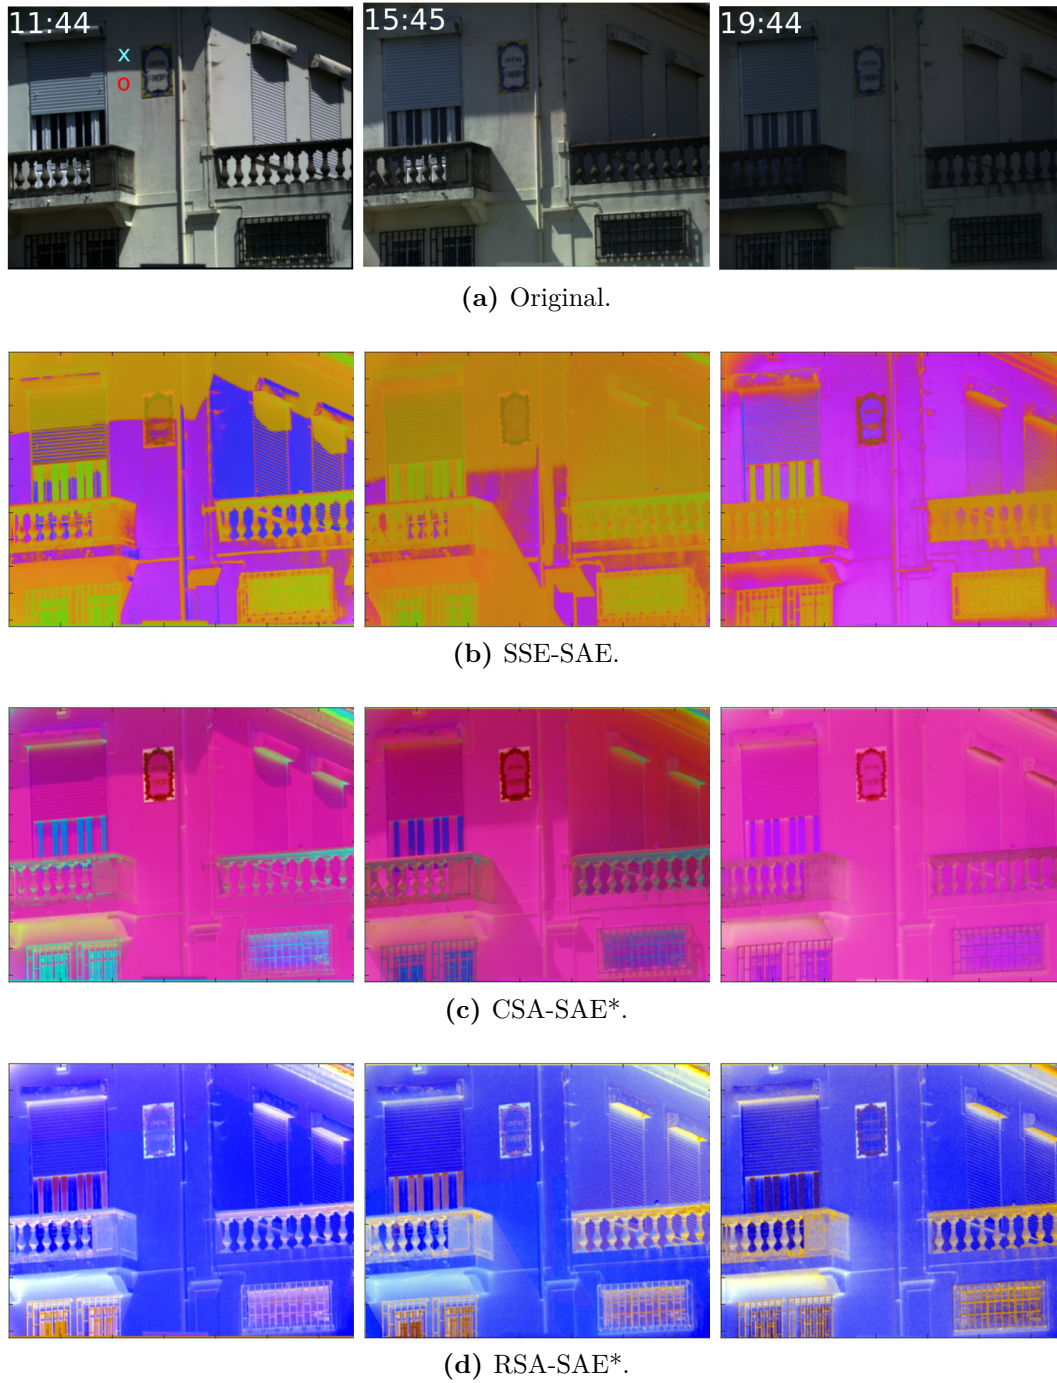 11:44
15:45
19:44
x
o
(a) Original.
(b) SSE-SAE.
(c) CSA-SAE*.
(d) RSA-SAE*.